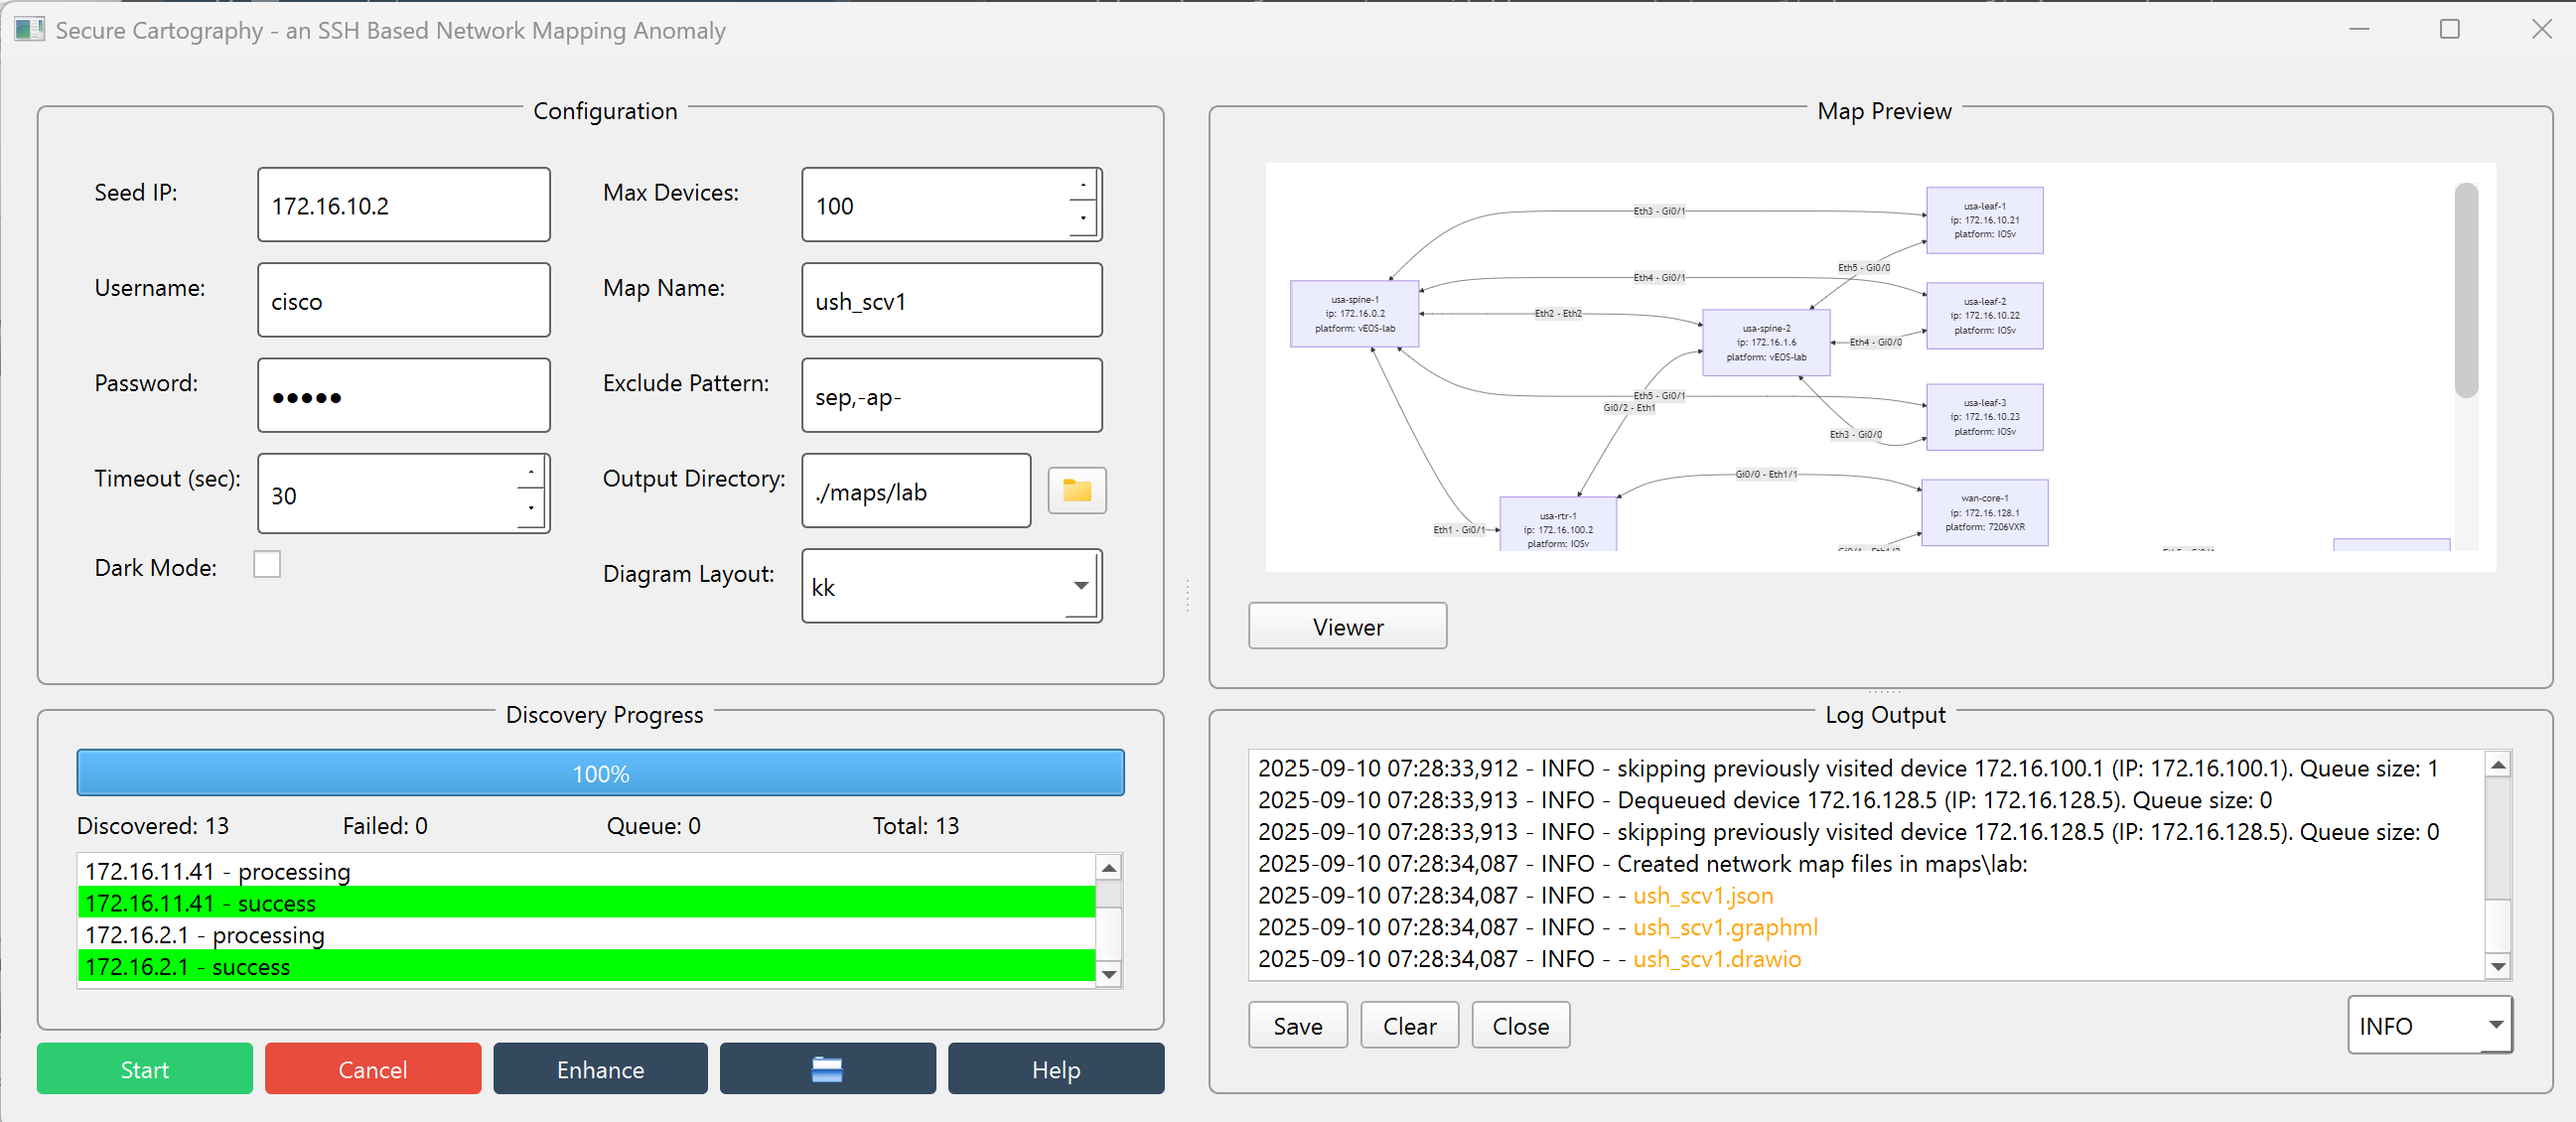 Secure Cartography - an SSH Based Network Mapping Anomaly
Configuration
Seed IP:
172.16.10.2
Max Devices:
100
Username:
cisco
Map Name:
ush_scv1
Password:
●●●●●
Exclude Pattern:
sep,-ap-
Timeout (sec):
30
Output Directory:
./maps/lab
Dark Mode:
Diagram Layout:
kk
Map Preview
Eth3 - Gi0/1
usa-leaf-1
ip: 172.16.10.21
platform: IOSv
Eth5 - Gi0/0
Eth4 - Gi0/1
usa-spine-1
ip: 172.16.0.2
platform: vEOS-lab
Eth2 - Eth2
usa-spine-2
ip: 172.16.1.6
platform: vEOS-lab
usa-leaf-2
ip: 172.16.10.22
platform: IOSv
Eth4 - Gi0/0
Eth5 - Gi0/1
Gi0/2 - Eth1
usa-leaf-3
ip: 172.16.10.23
platform: IOSv
Eth3 - Gi0/0
Gi0/0 - Eth1/1
Eth1 - Gi0/1
usa-rtr-1
ip: 172.16.100.2
platform: IOSv
wan-core-1
ip: 172.16.128.1
platform: 7206VXR
Viewer
Discovery Progress
100%
Discovered: 13
Failed: 0
Queue: 0
Total: 13
172.16.11.41 - processing
172.16.11.41 - success
172.16.2.1 - processing
172.16.2.1 - success
Start
Cancel
Enhance
Help
Log Output
2025-09-10 07:28:33,912 - INFO - skipping previously visited device 172.16.100.1 (IP: 172.16.100.1). Queue size: 1
2025-09-10 07:28:33,913 - INFO - Dequeued device 172.16.128.5 (IP: 172.16.128.5). Queue size: 0
2025-09-10 07:28:33,913 - INFO - skipping previously visited device 172.16.128.5 (IP: 172.16.128.5). Queue size: 0
2025-09-10 07:28:34,087 - INFO - Created network map files in maps\lab:
2025-09-10 07:28:34,087 - INFO - - ush_scv1.json
2025-09-10 07:28:34,087 - INFO - - ush_scv1.graphml
2025-09-10 07:28:34,087 - INFO - - ush_scv1.drawio
Save
Clear
Close
INFO